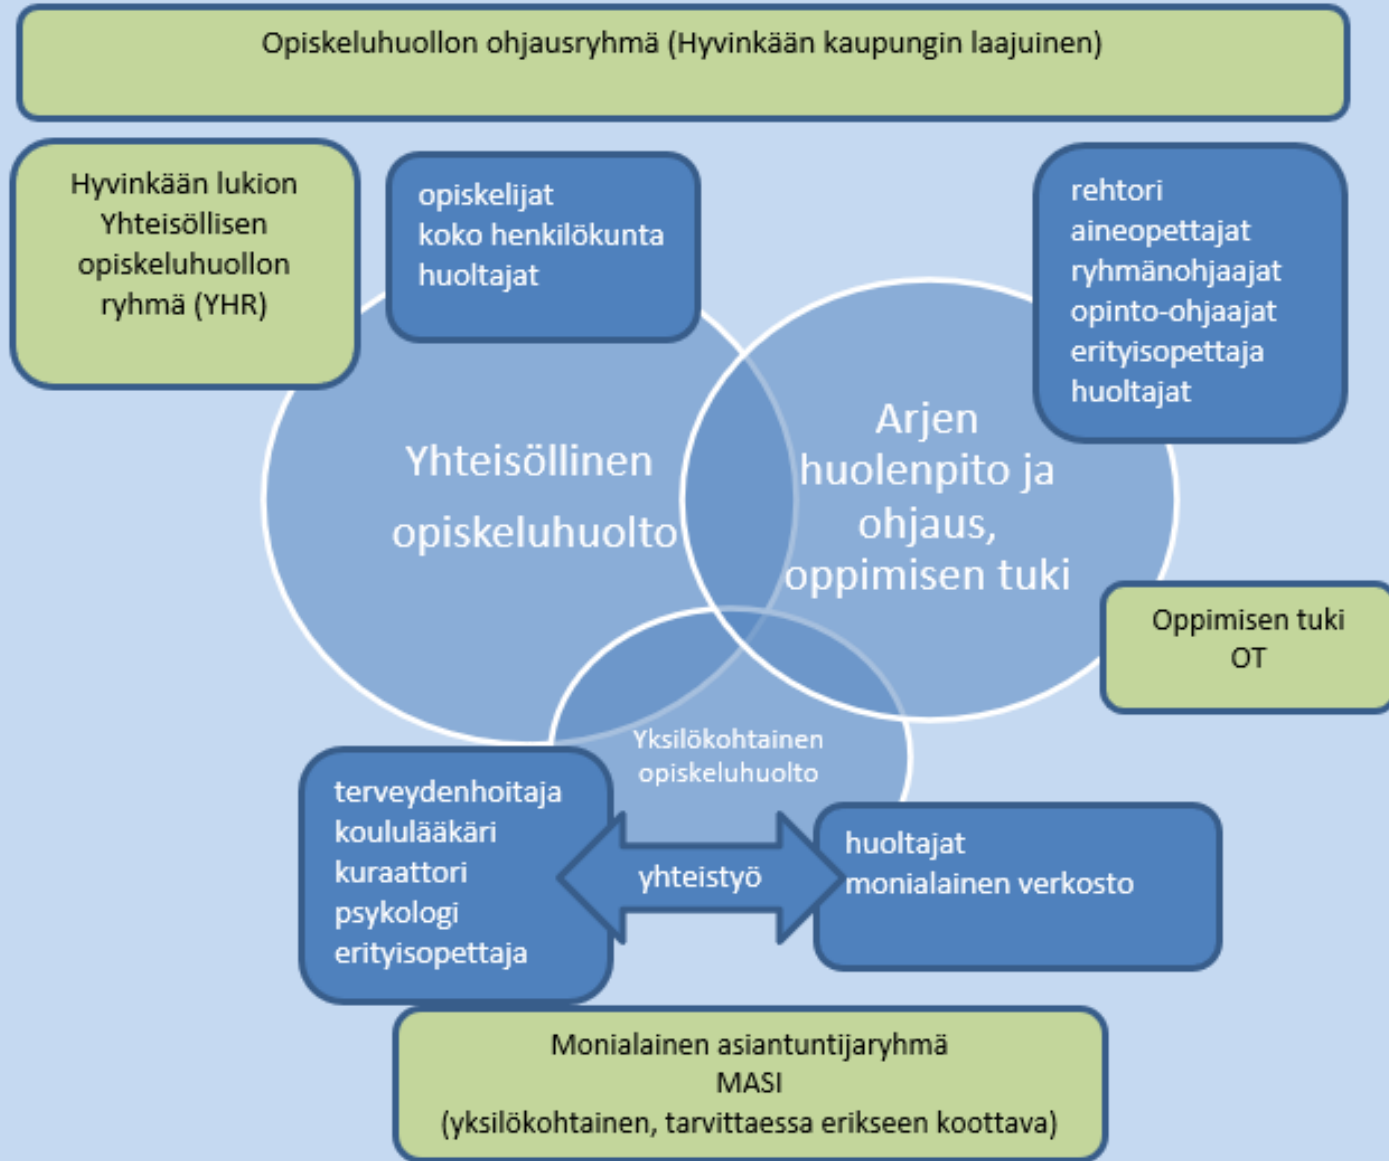 Opiskeluhuollon ohjausryhmä (Hyvinkään kaupungin laajuinen)
Hyvinkään lukion
Yhteisöllisen
opiskeluhuollon
ryhmä (YHR)
opiskelijat
koko henkilökunta
huoltajat
rehtori
aineopettajat
ryhmänohjaajat
opinto-ohjaajat
erityisopettaja
huoltajat
Yhteisöllinen
opiskeluhuolto
Arjen
huolenpito ja
ohjaus,
oppimisen tuki
Oppimisen tuki
OT
Yksilökohtainen
opiskeluhuolto
terveydenhoitaja
koululääkäri
kuraattori
psykologi
erityisopettaja
yhteistyö
huoltajat
monialainen verkosto
Monialainen asiantuntijaryhmä
MASI
(yksilökohtainen, tarvittaessa erikseen koottava)